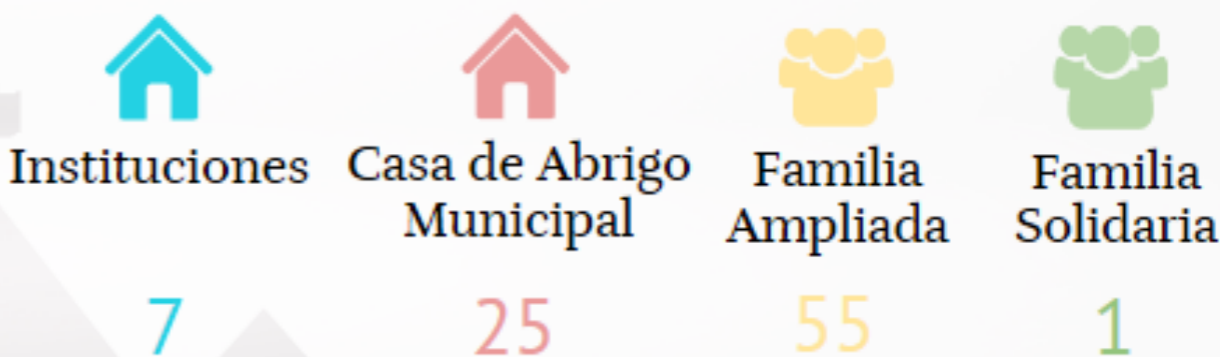 Instituciones
Casa de Abrigo
Municipal
Familia
Ampliada
Familia
Solidaria
7
25
55
1